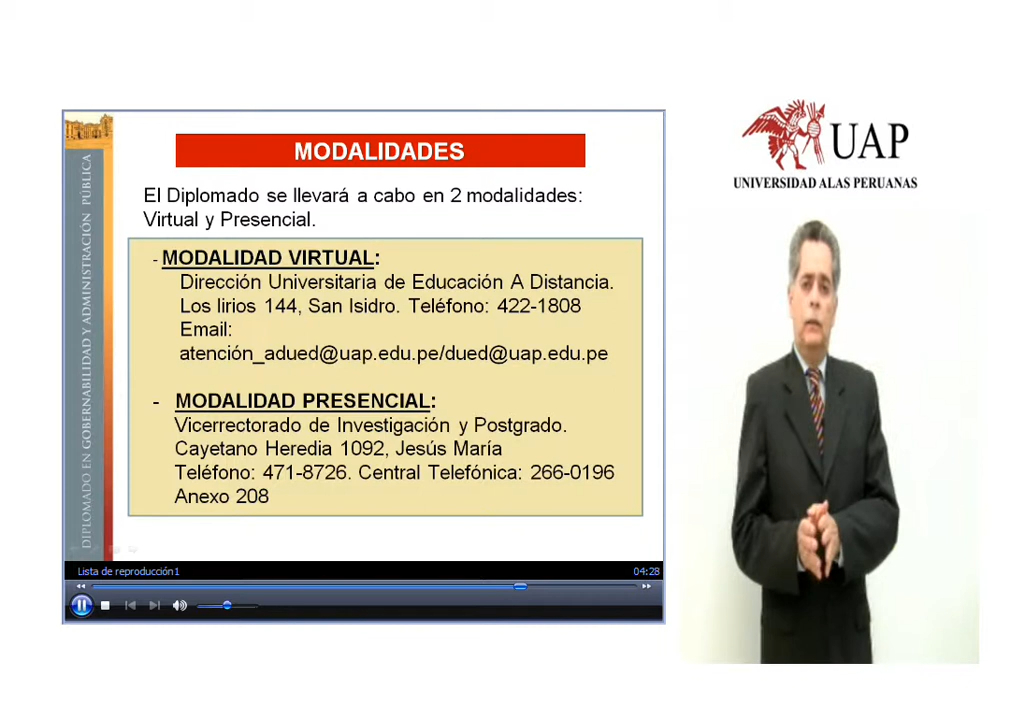 MODALIDADES
El Diplomado se llevará a cabo en 2 modalidades:
Virtual y Presencial.
- MODALIDAD VIRTUAL:
Dirección Universitaria de Educación A Distancia.
Los lirios 144, San Isidro. Teléfono: 422-1808
Email:
atención_adued@uap.edu.pe/dued@uap.edu.pe
- MODALIDAD PRESENCIAL:
Vicerrectorado de Investigación y Postgrado.
Cayetano Heredia 1092, Jesús María
Teléfono: 471-8726. Central Telefónica: 266-0196
Anexo 208
DIPLOMADO EN GOBERNABILIDAD Y ADMINISTRACIÓN PÚBLICA
Lista de reproducción1
04:28
UAP
UNIVERSIDAD ALAS PERUANAS